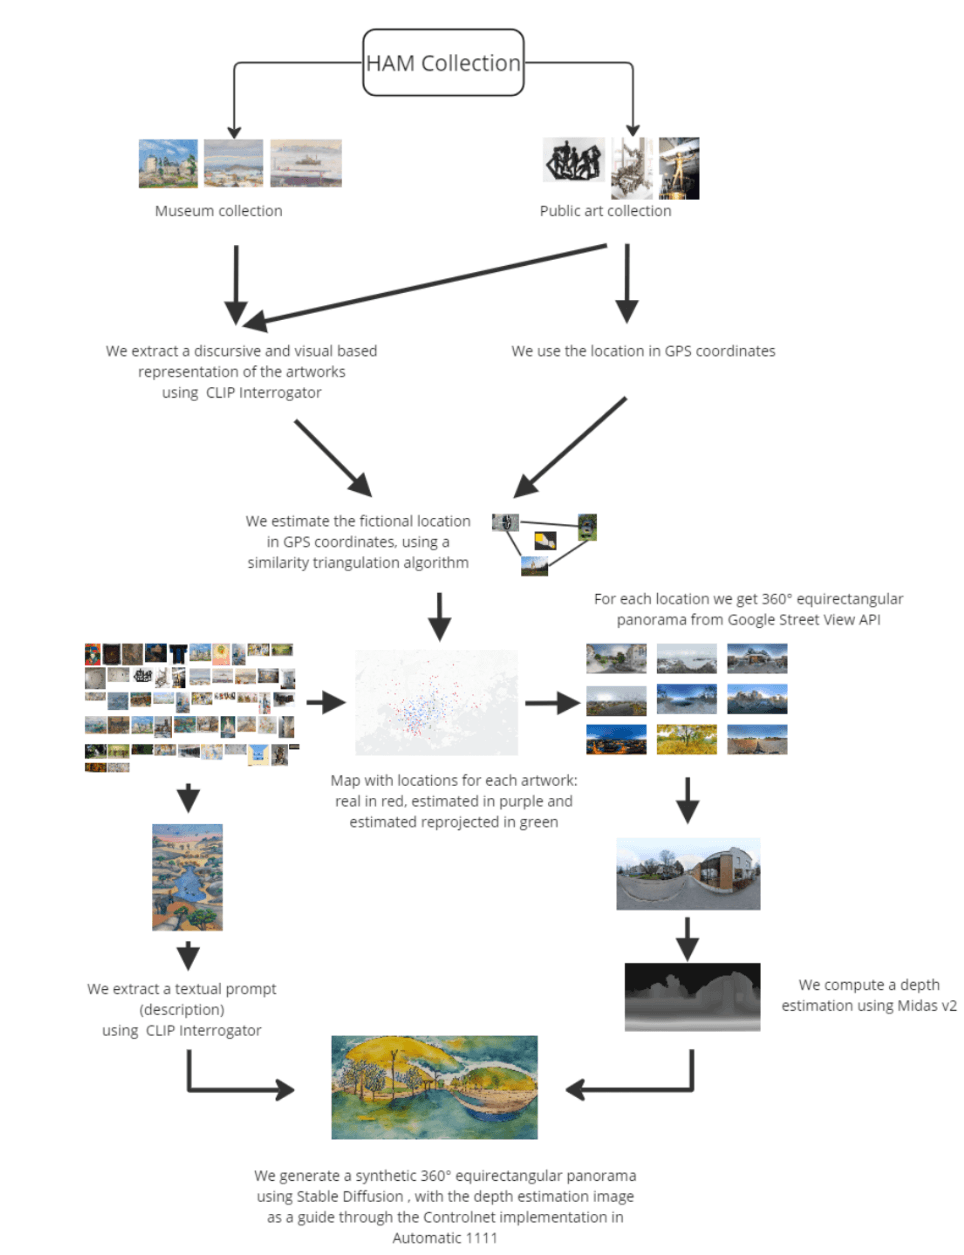 HAM Collection
Museum collection
Public art collection
We extract a discursive and visual based
representation of the artworks
using  CLIP Interrogator
We use the location in GPS coordinates
We estimate the fictional location
in GPS coordinates, using a
similarity triangulation algorithm
For each location we get 360° equirectangular
panorama from Google Street View API
Map with locations for each artwork:
real in red, estimated in purple and
estimated reprojected in green
We extract a textual prompt
(description)
using  CLIP Interrogator
We compute a depth
estimation using Midas v2
We generate a synthetic 360° equirectangular panorama
using Stable Diffusion , with the depth estimation image
as a guide through the Controlnet implementation in
Automatic 1111